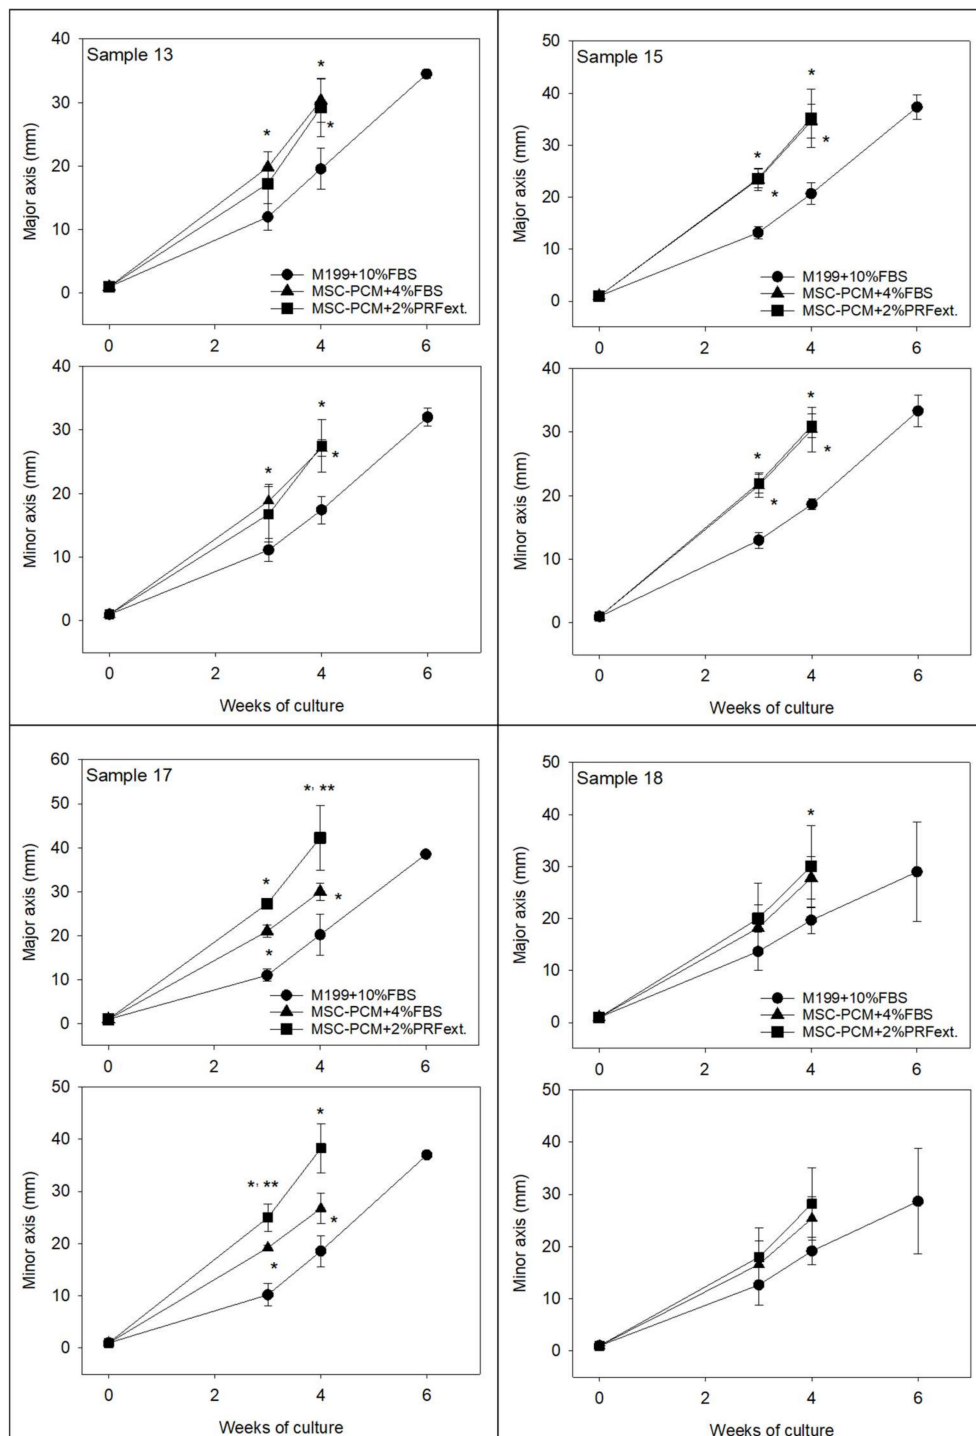 Sample 13
Major axis (mm)
40
30
20
10
0
* * *
M199+10%FBS
MSC-PCM+4%FBS
MSC-PCM+2%PRFext.
0 2 4 6
Minor axis (mm)
40
30
20
10
0
* * *
0 2 4 6
Weeks of culture
Sample 15
Major axis (mm)
50
40
30
20
10
0
* * * *
M199+10%FBS
MSC-PCM+4%FBS
MSC-PCM+2%PRFext.
0 2 4 6
Minor axis (mm)
40
30
20
10
0
* * * *
0 2 4 6
Weeks of culture
Sample 17
Major axis (mm)
60
50
40
30
20
10
0
*, **
* * *
M199+10%FBS
MSC-PCM+4%FBS
MSC-PCM+2%PRFext.
0 2 4 6
Minor axis (mm)
50
40
30
20
10
0
*
*, **
* *
0 2 4 6
Weeks of culture
Sample 18
Major axis (mm)
50
40
30
20
10
0
*
M199+10%FBS
MSC-PCM+4%FBS
MSC-PCM+2%PRFext.
0 2 4 6
Minor axis (mm)
50
40
30
20
10
0
0 2 4 6
Weeks of culture